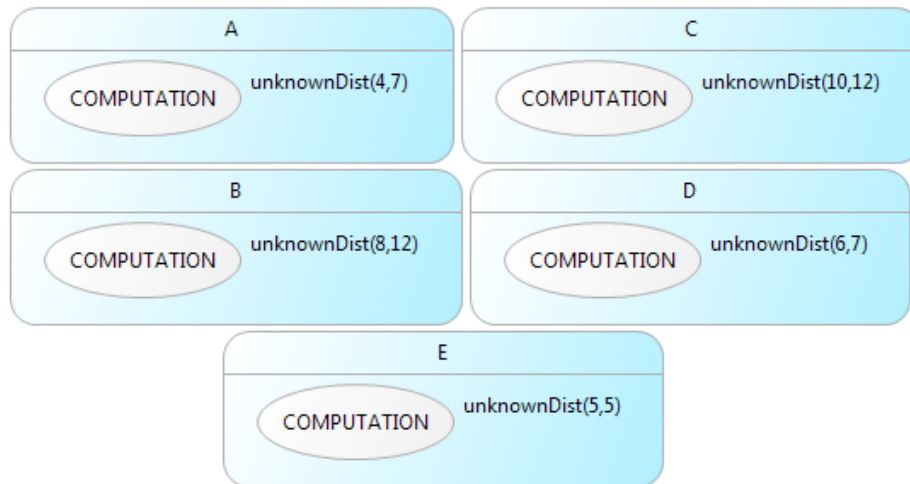 A
COMPUTATION unknownDist(4,7)
C
COMPUTATION unknownDist(10,12)
B
COMPUTATION unknownDist(8,12)
D
COMPUTATION unknownDist(6,7)
E
COMPUTATION unknownDist(5,5)